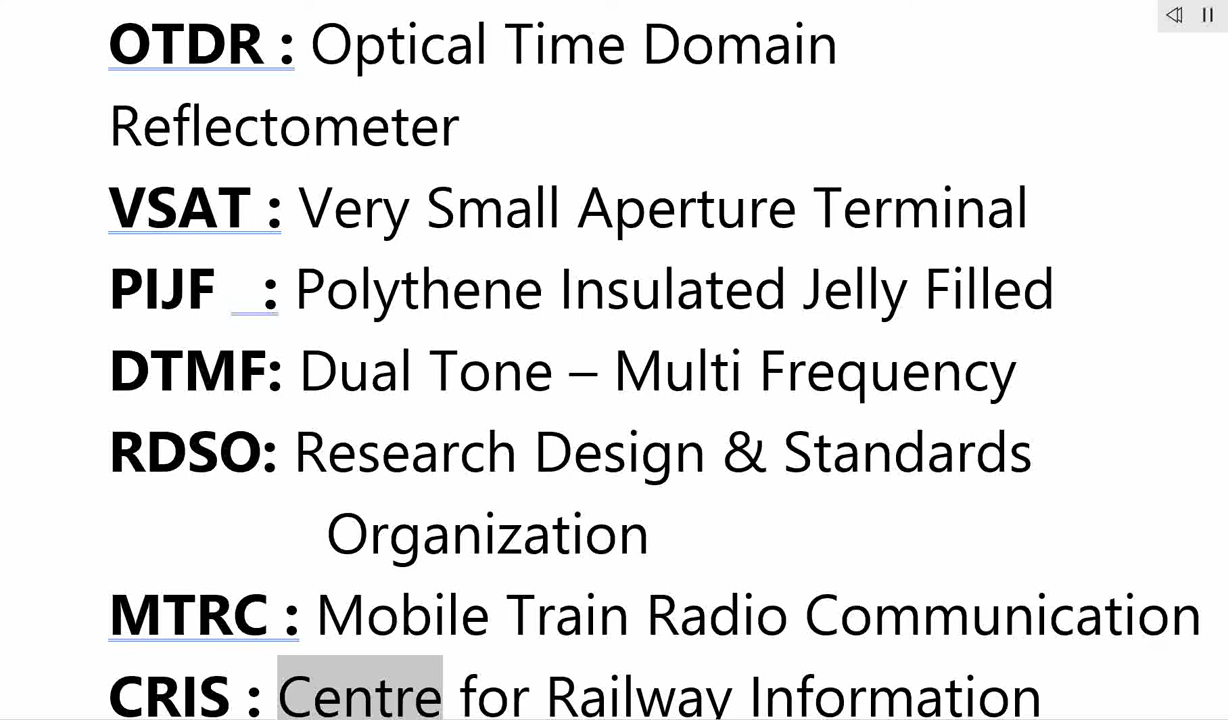 OTDR : Optical Time Domain
Reflectometer
VSAT : Very Small Aperture Terminal
PIJF   : Polythene Insulated Jelly Filled
DTMF: Dual Tone – Multi Frequency
RDSO: Research Design & Standards
Organization
MTRC : Mobile Train Radio Communication
CRIS : Centre for Railway Information